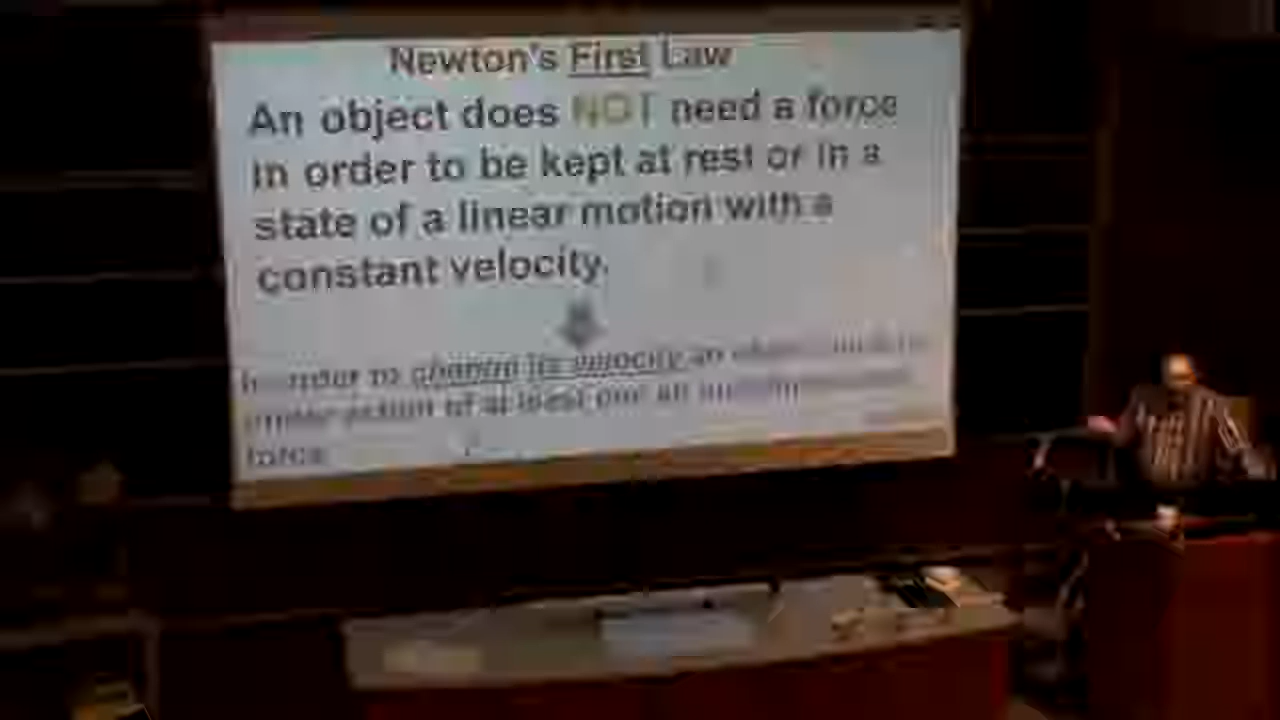 Newton's First Law
An object does NOT need a force
in order to be kept at rest or in a
state of a linear motion with a
constant velocity.
In order to change its velocity an object
under action of at least one an
force